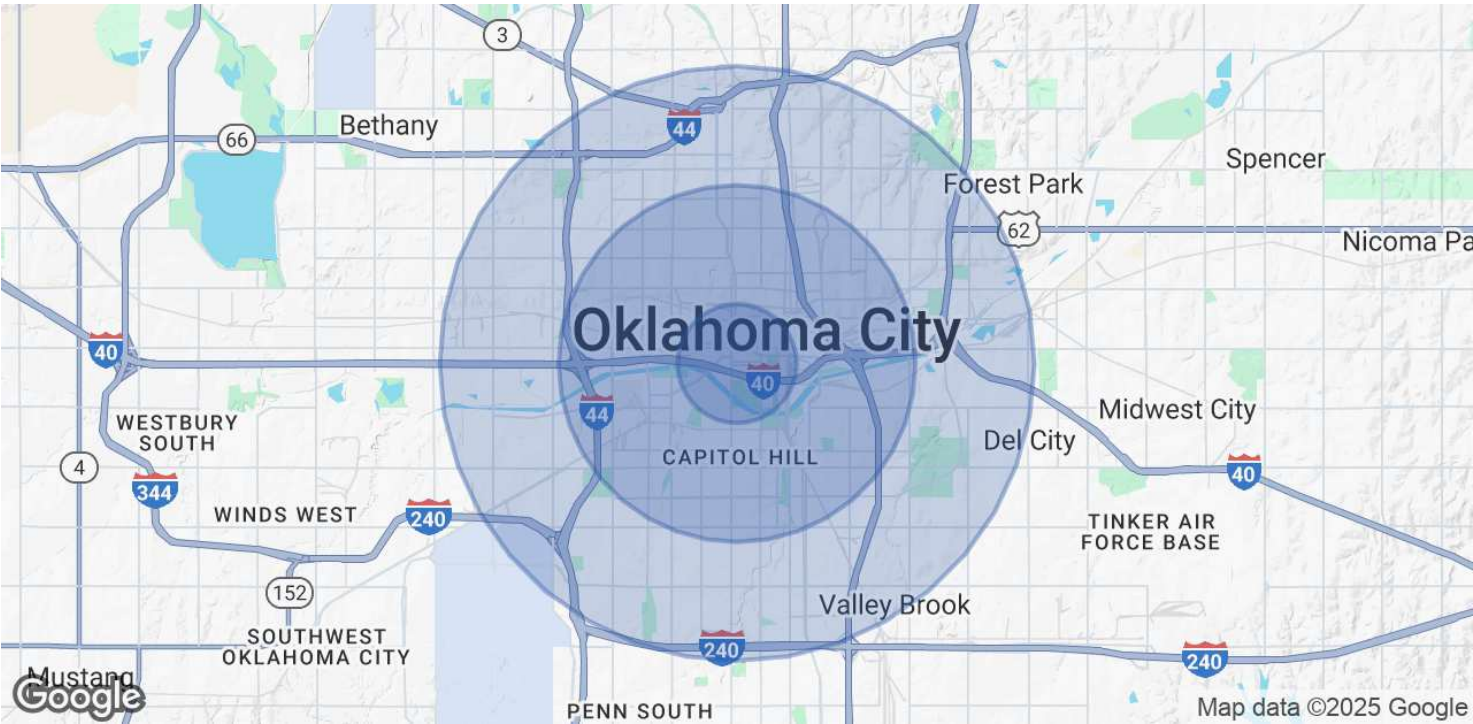 3
44
66
Bethany
Spencer
Forest Park
62
Nicoma Pa
Oklahoma City
40
40
44
WESTBURY
SOUTH
Midwest City
Del City
CAPITOL HILL
4
344
40
WINDS WEST
240
TINKER AIR
FORCE BASE
152
Valley Brook
SOUTHWEST
OKLAHOMA CITY
240
240
Mustang
Google
PENN SOUTH
Map data ©2025 Google